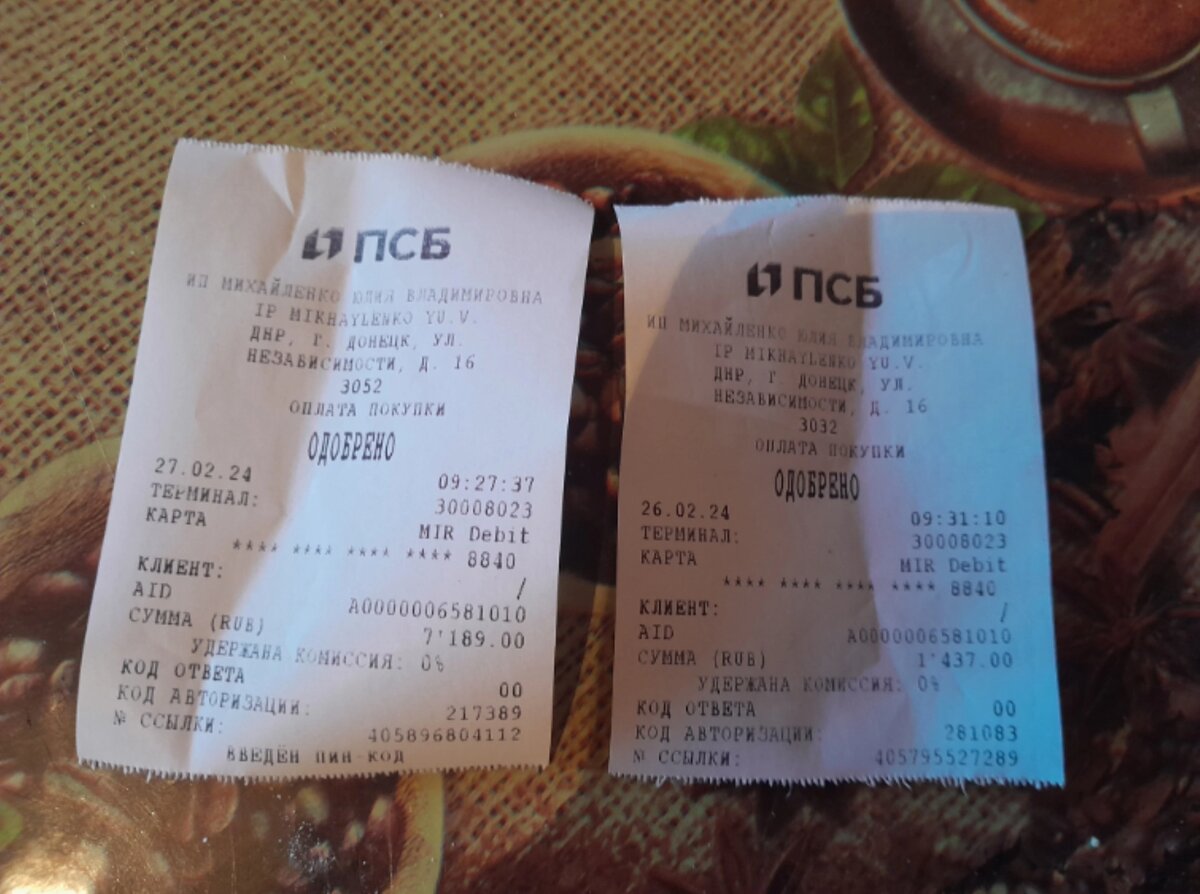 ПСБ
ИП МИХАЙЛЕНКО ЮЛИЯ ВЛАДИМИРОВНА
IP MIKHAYLENKO YU.V.
ДНР, Г. ДОНЕЦК, УЛ.
НЕЗАВИСИМОСТИ, Д. 16
3052
ОПЛАТА ПОКУПКИ
ОДОБРЕНО
27.02.24 09:27:37
ТЕРМИНАЛ: 30008023
КАРТА MIR Debit
**** **** **** **** 8840
КЛИЕНТ: /
AID A0000006581010
СУММА (RUB) 7'189.00
УДЕРЖАНА КОМИССИЯ: 0%
КОД ОТВЕТА 00
КОД АВТОРИЗАЦИИ: 217389
№ ССЫЛКИ: 405896804112
ВВЕДЁН ПИН-КОД
ПСБ
ИП МИХАЙЛЕНКО ЮЛИЯ ВЛАДИМИРОВНА
IP MIKHAYLENKO YU.V.
ДНР, Г. ДОНЕЦК, УЛ.
НЕЗАВИСИМОСТИ, Д. 16
3032
ОПЛАТА ПОКУПКИ
ОДОБРЕНО
26.02.24 09:31:10
ТЕРМИНАЛ: 30008023
КАРТА MIR Debit
**** **** **** **** 8840
КЛИЕНТ: /
AID A0000006581010
СУММА (RUB) 1'437.00
УДЕРЖАНА КОМИССИЯ: 0%
КОД ОТВЕТА 00
КОД АВТОРИЗАЦИИ: 281083
№ ССЫЛКИ: 405795527289